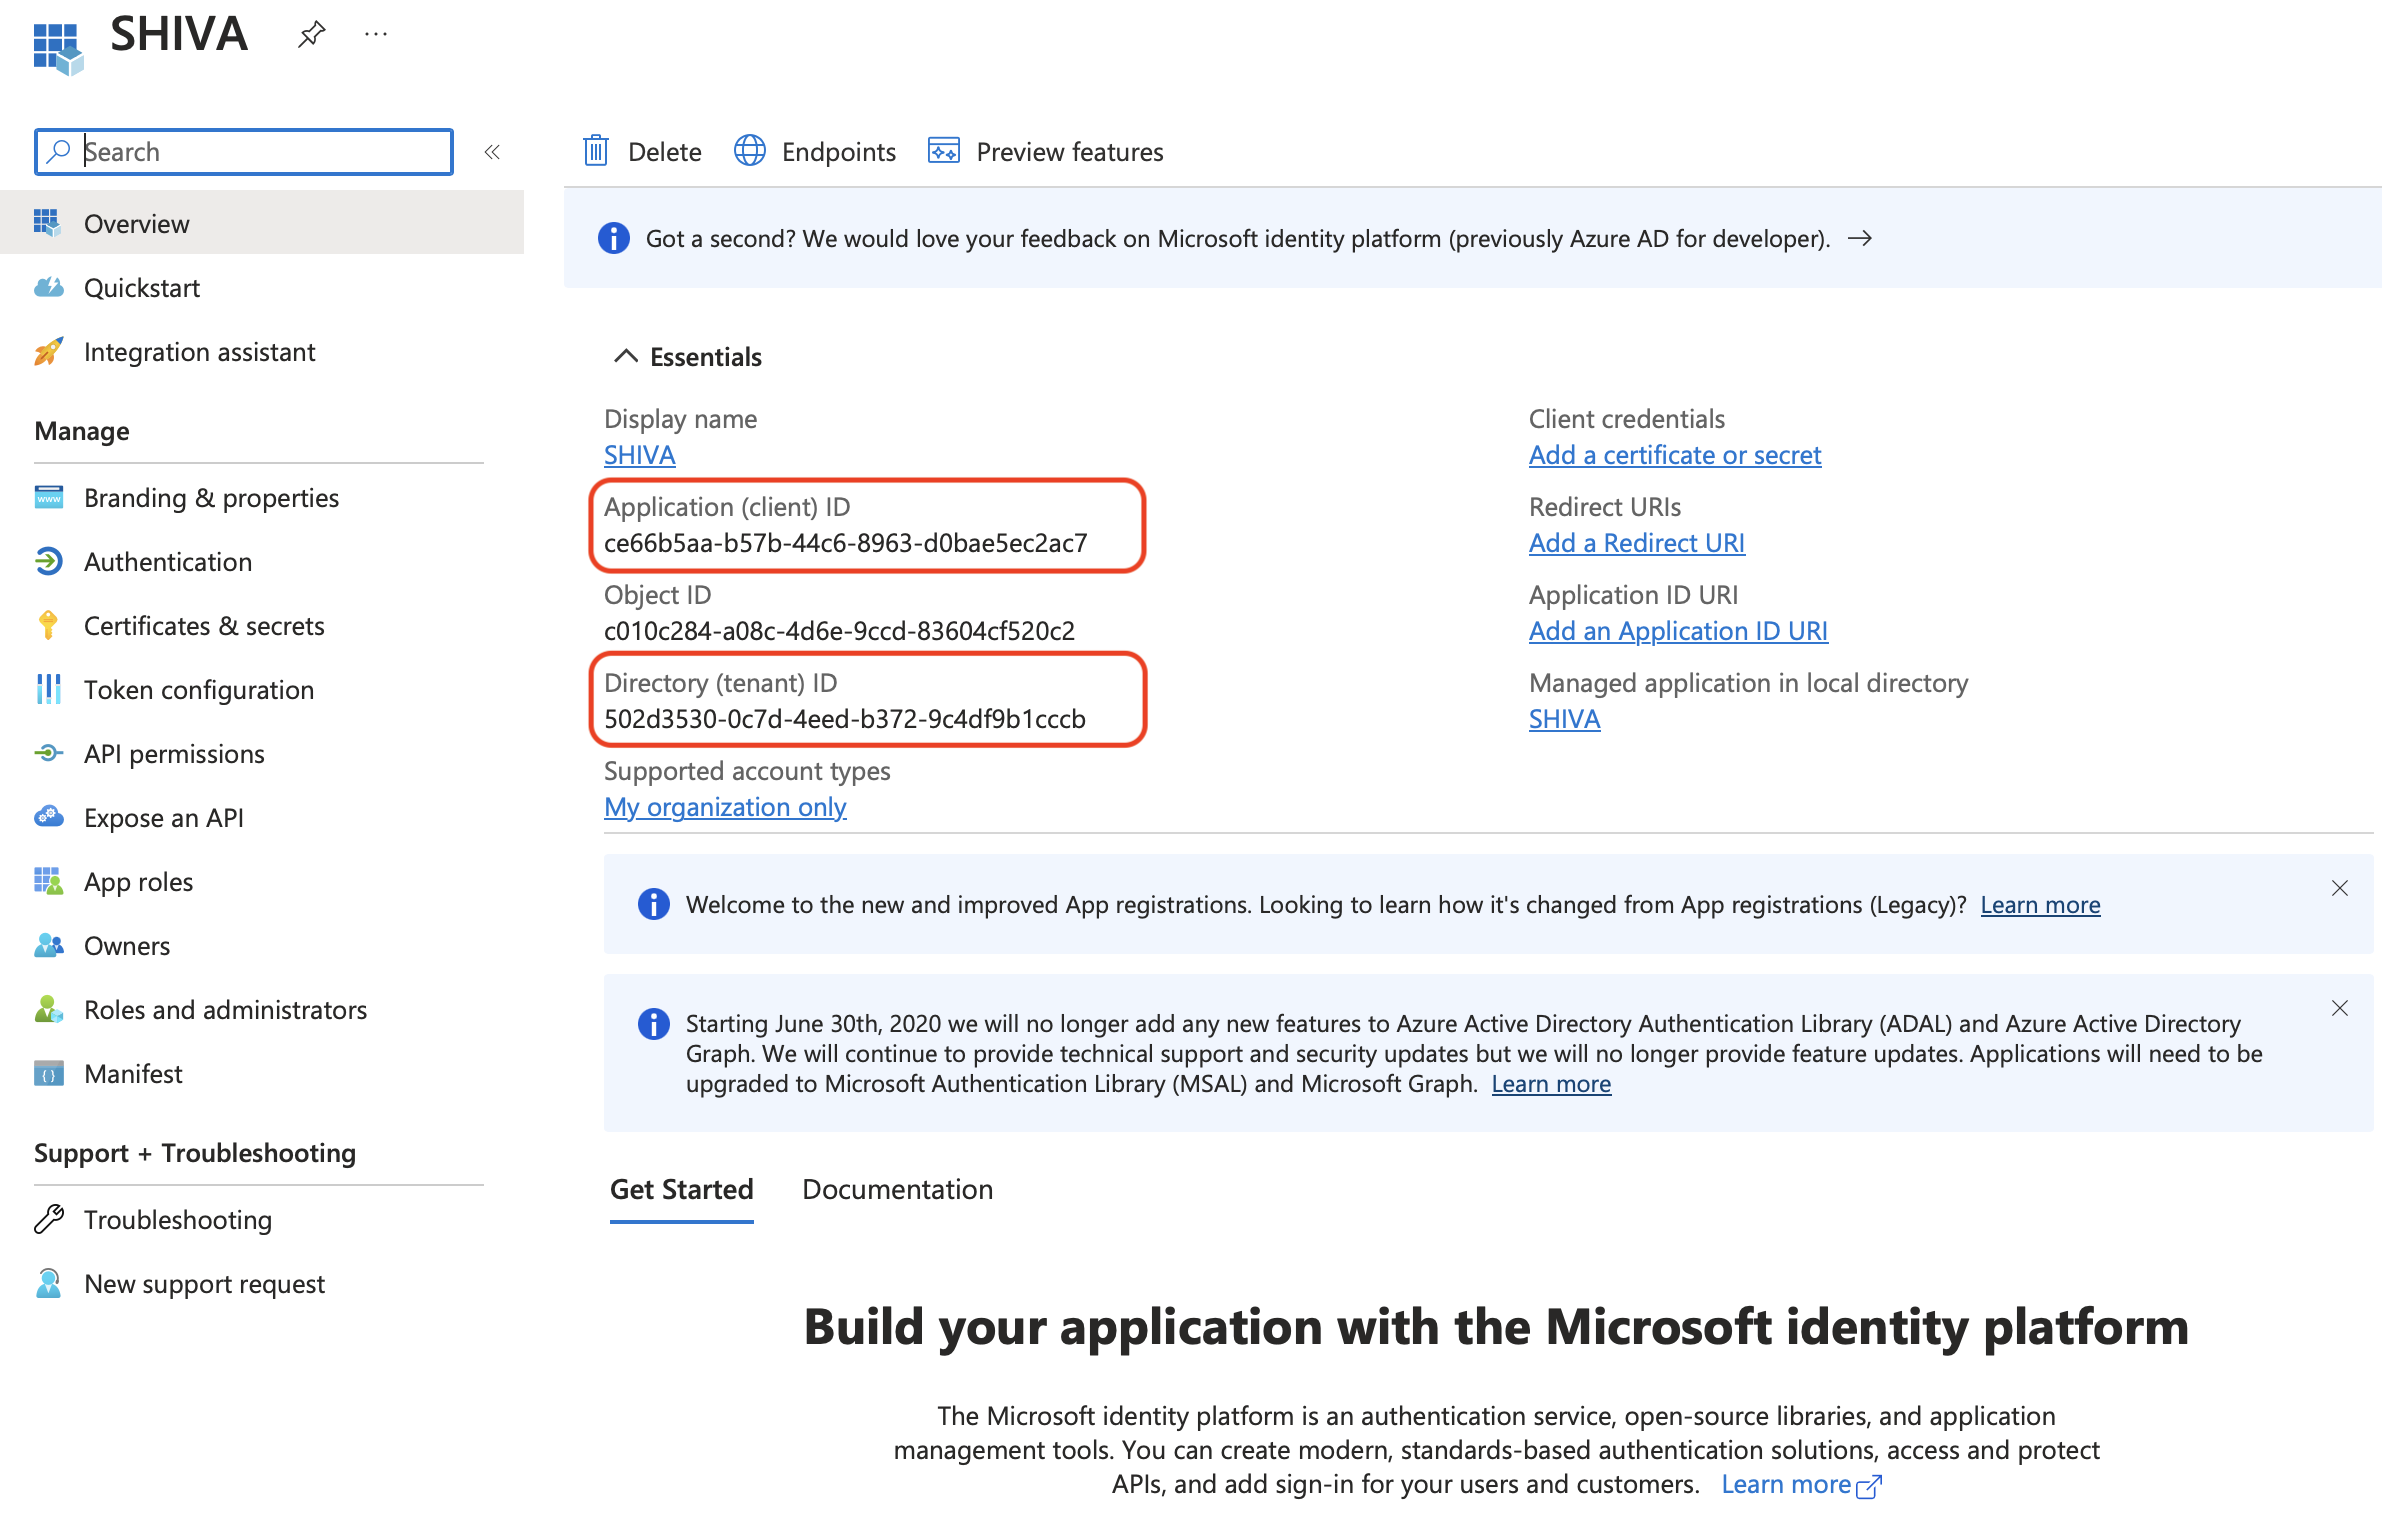 SHIVA
Search
Overview
Quickstart
Integration assistant
Manage
Branding & properties
Authentication
Certificates & secrets
Token configuration
API permissions
Expose an API
App roles
Owners
Roles and administrators
Manifest
Support + Troubleshooting
Troubleshooting
New support request
Delete Endpoints Preview features
Got a second? We would love your feedback on Microsoft identity platform (previously Azure AD for developer).
Essentials
Display name
SHIVA
Application (client) ID
ce66b5aa-b57b-44c6-8963-d0bae5ec2ac7
Object ID
c010c284-a08c-4d6e-9ccd-83604cf520c2
Directory (tenant) ID
502d3530-0c7d-4eed-b372-9c4df9b1cccb
Supported account types
My organization only
Client credentials
Add a certificate or secret
Redirect URIs
Add a Redirect URI
Application ID URI
Add an Application ID URI
Managed application in local directory
SHIVA
Welcome to the new and improved App registrations. Looking to learn how it's changed from App registrations (Legacy)? Learn more
Starting June 30th, 2020 we will no longer add any new features to Azure Active Directory Authentication Library (ADAL) and Azure Active Directory
Graph. We will continue to provide technical support and security updates but we will no longer provide feature updates. Applications will need to be
upgraded to Microsoft Authentication Library (MSAL) and Microsoft Graph. Learn more
Get Started Documentation
Build your application with the Microsoft identity platform
The Microsoft identity platform is an authentication service, open-source libraries, and application
management tools. You can create modern, standards-based authentication solutions, access and protect
APIs, and add sign-in for your users and customers. Learn more